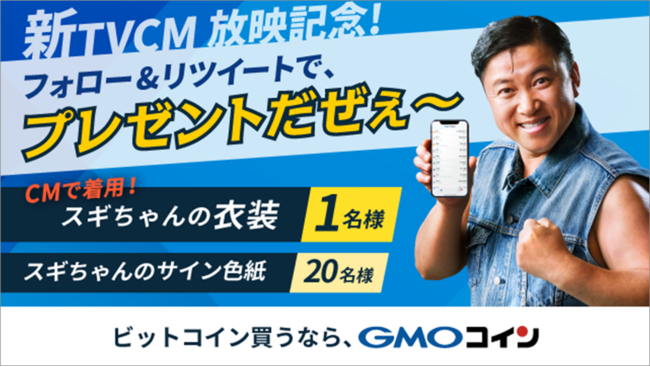 新TVCM 放映記念!
フォロー&リツイートで、
プレゼントだぜぇ〜
CMで着用!
スギちゃんの衣装 1名様
スギちゃんのサイン色紙 20名様
ビットコイン買うなら、GMOコイン